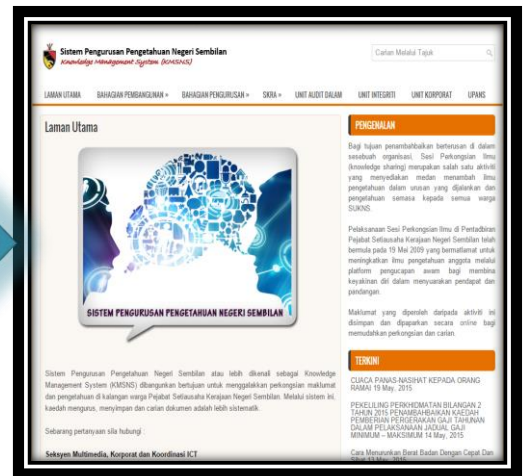 Sistem Pengurusan Pengetahuan Negeri Sembilan
Knowledge Management System (KMSNS)
Carian Melalui Tajuk
LAMAN UTAMA BAHAGIAN PEMBANGUNAN » BAHAGIAN PENGURUSAN » SKRA » UNIT AUDIT DALAM UNIT INTEGRITI UNIT KORPORAT UPANS
Laman Utama
SISTEM PENGURUSAN PENGETAHUAN NEGERI SEMBILAN
Sistem Pengurusan Pengetahuan Negeri Sembilan atau lebih dikenali sebagai Knowledge
Management System (KMSNS) dibangunkan bertujuan untuk menggalakkan perkongsian maklumat
dan pengetahuan di kalangan warga Pejabat Setiausaha Kerajaan Negeri Sembilan. Melalui sistem ini,
kaedah mengurus, menyimpan dan carian dokumen adalah lebih sistematik.
Sebarang pertanyaan sila hubungi :
Seksyen Multimedia, Korporat dan Koordinasi ICT
PENGENALAN
Bagi tujuan penambahbaikan berterusan di dalam
sesebuah organisasi, Sesi Perkongsian Ilmu
(knowledge sharing) merupakan salah satu aktiviti
yang menyediakan medan menambah ilmu
pengetahuan dalam urusan yang dijalankan dan
pengetahuan semasa kepada semua warga
SUKNS.
Pelaksanaan Sesi Perkongsian Ilmu di Pentadbiran
Pejabat Setiausaha Kerajaan Negeri Sembilan telah
bermula pada 19 Mei 2009 yang bermatlamat untuk
meningkatkan ilmu pengetahuan anggota melalui
platform pengucapan awam bagi membina
keyakinan diri dalam menyuarakan pendapat dan
pandangan.
Maklumat yang diperoleh daripada aktiviti ini
disimpan dan dipaparkan secara online bagi
memudahkan perkongsian dan carian.
TERKINI
CUACA PANAS-NASIHAT KEPADA ORANG
RAMAI 19 May, 2015
PEKELILING PERKHIDMATAN BILANGAN 2
TAHUN 2015 PENAMBAHBAIKAN KAEDAH
PEMBERIAN PERGERAKAN GAJI TAHUNAN
DALAM PELAKSANAAN JADUAL GAJI
MINIMUM – MAKSIMUM 14 May, 2015
Cara Menurunkan Berat Badan Dengan Cepat Dan
Sihat 13 May, 2015